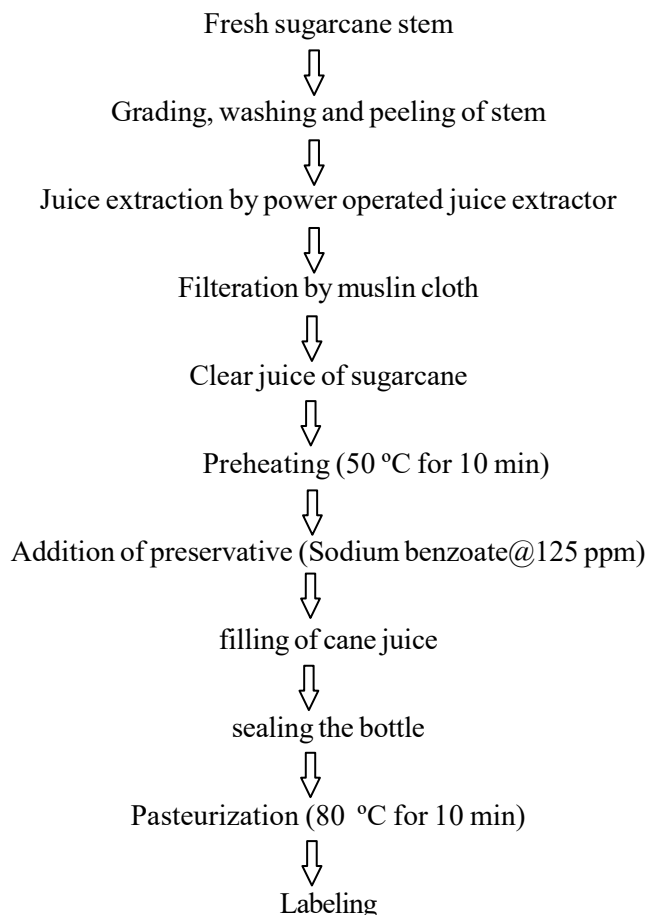 Fresh sugarcane stem
Grading, washing and peeling of stem
Juice extraction by power operated juice extractor
Filteration by muslin cloth
Clear juice of sugarcane
Preheating (50 ºC for 10 min)
Addition of preservative (Sodium benzoate@125 ppm)
filling of cane juice
sealing the bottle
Pasteurization (80 ºC for 10 min)
Labeling